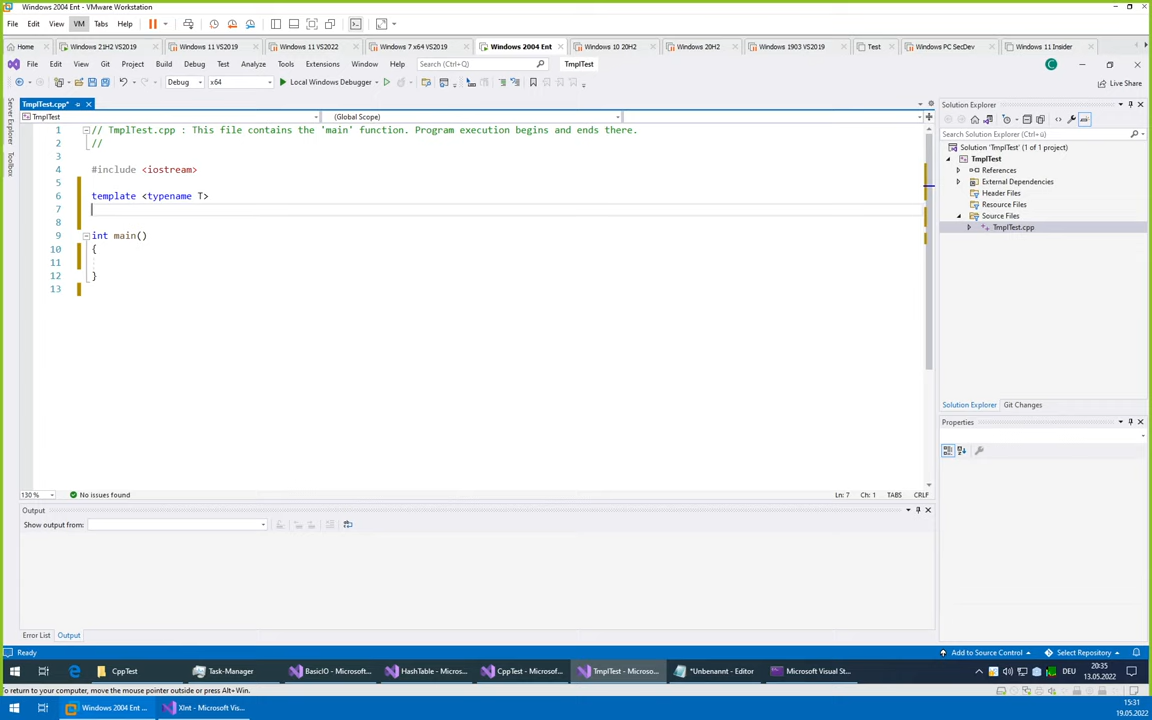 Windows 2004 Ent - VMware Workstation
File Edit View VM Tabs Help
Home Windows 21H2 VS2019 Windows 11 VS2019 Windows 11 VS2022 Windows 7 x64 VS2019 Windows 2004 Ent Windows 10 20H2 Windows 20H2 Windows 1903 VS2019 Test Windows PC SecDev Windows 11 Insider
File Edit View Git Project Build Debug Test Analyze Tools Extensions Window Help Search (Ctrl+Q) TmplTest
Debug x64 Local Windows Debugger Live Share
Server Explorer
Toolbox
TmplTest.cpp*
TmplTest (Global Scope)
1 // TmplTest.cpp : This file contains the 'main' function. Program execution begins and ends there.
2 //
3
4 #include <iostream>
5
6 template <typename T>
7
8
9 int main()
10 {
11
12 }
13
130 % No issues found Ln: 7 Ch: 1 TABS CRLF
Output
Show output from:
Error List Output
Solution Explorer
Search Solution Explorer (Ctrl+ü)
Solution 'TmplTest' (1 of 1 project)
TmplTest
References
External Dependencies
Header Files
Resource Files
Source Files
TmplTest.cpp
Solution Explorer Git Changes
Properties
Ready Add to Source Control Select Repository
CppTest Task-Manager BasicIO - Microsoft... HashTable - Microso... CppTest - Microsof... TmplTest - Microso... *Unbenannt - Editor Microsoft Visual St... DEU 20:35
13.05.2022
To return to your computer, move the mouse pointer outside or press Alt+Win.
Windows 2004 Ent ... XInt - Microsoft Vis... 15:31
19.05.2022